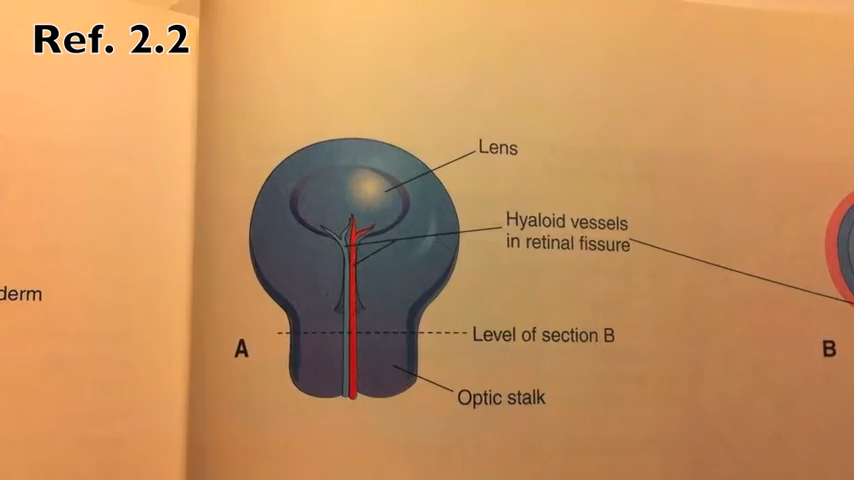 Ref. 2.2
Lens
Hyaloid vessels
in retinal fissure
derm
Level of section B
A
B
Optic stalk